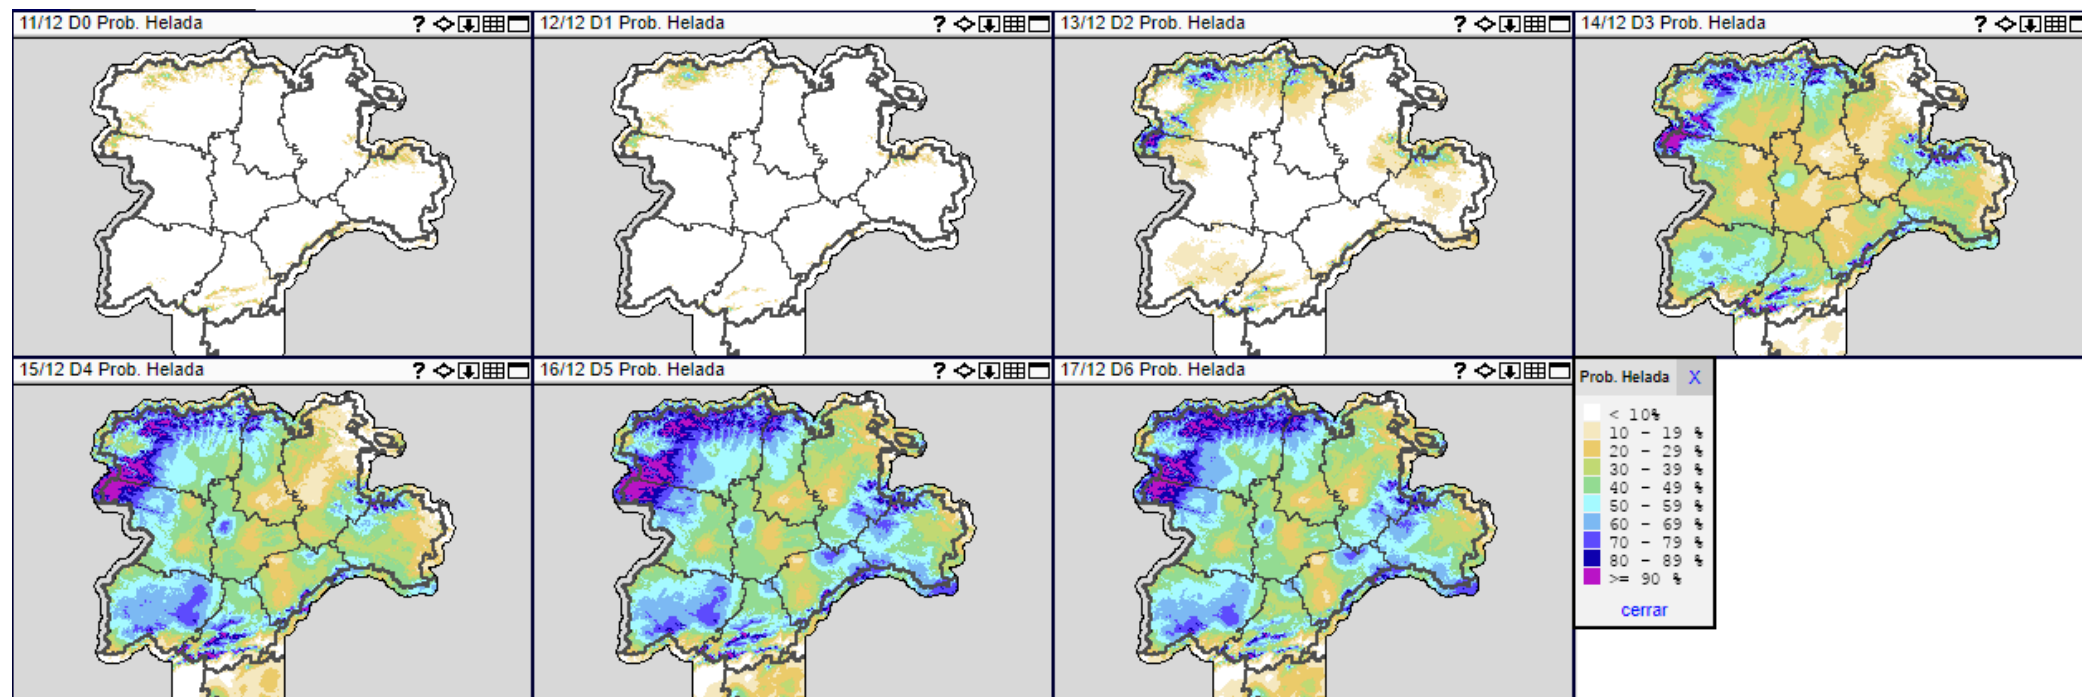 11/12 D0 Prob. Helada ?
12/12 D1 Prob. Helada ?
13/12 D2 Prob. Helada ?
14/12 D3 Prob. Helada ?
15/12 D4 Prob. Helada ?
16/12 D5 Prob. Helada ?
17/12 D6 Prob. Helada ?
Prob. Helada X
< 10%
10 - 19 %
20 - 29 %
30 - 39 %
40 - 49 %
50 - 59 %
60 - 69 %
70 - 79 %
80 - 89 %
>= 90 %
cerrar